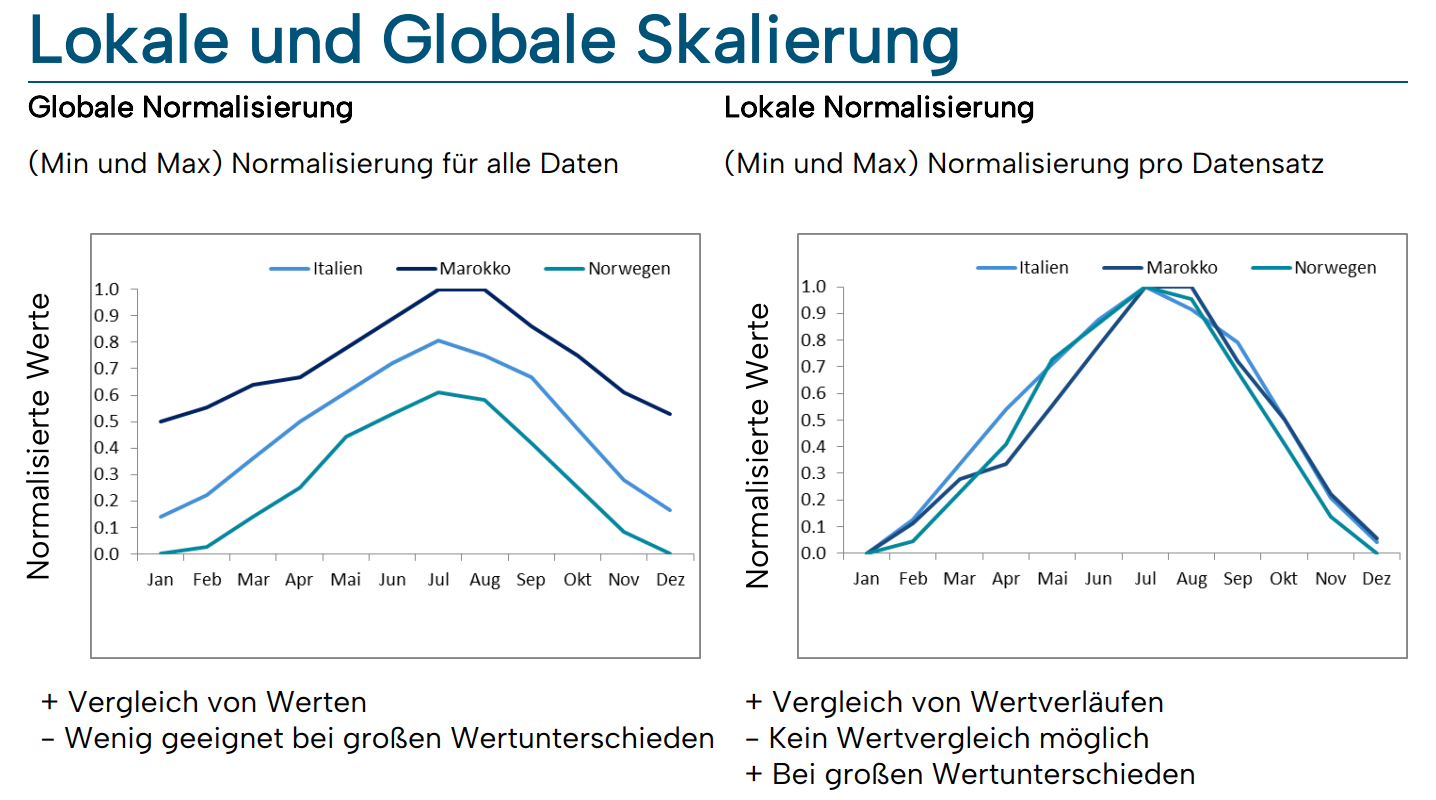 Lokale und Globale Skalierung
Globale Normalisierung
(Min und Max) Normalisierung für alle Daten
Normalisierte Werte
Italien Marokko Norwegen
1.0
0.9
0.8
0.7
0.6
0.5
0.4
0.3
0.2
0.1
0.0
Jan Feb Mar Apr Mai Jun Jul Aug Sep Okt Nov Dez
+ Vergleich von Werten
- Wenig geeignet bei großen Wertunterschieden
Lokale Normalisierung
(Min und Max) Normalisierung pro Datensatz
Normalisierte Werte
Italien Marokko Norwegen
1.0
0.9
0.8
0.7
0.6
0.5
0.4
0.3
0.2
0.1
0.0
Jan Feb Mar Apr Mai Jun Jul Aug Sep Okt Nov Dez
+ Vergleich von Wertverläufen
- Kein Wertvergleich möglich
+ Bei großen Wertunterschieden